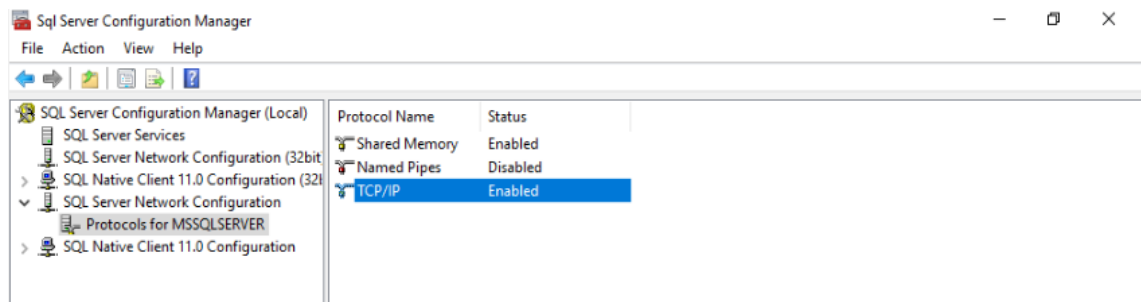 Sql Server Configuration Manager
File Action View Help
SQL Server Configuration Manager (Local)
SQL Server Services
SQL Server Network Configuration (32bit
SQL Native Client 11.0 Configuration (32b
SQL Server Network Configuration
Protocols for MSSQLSERVER
SQL Native Client 11.0 Configuration
Protocol Name Status
Shared Memory Enabled
Named Pipes Disabled
TCP/IP Enabled